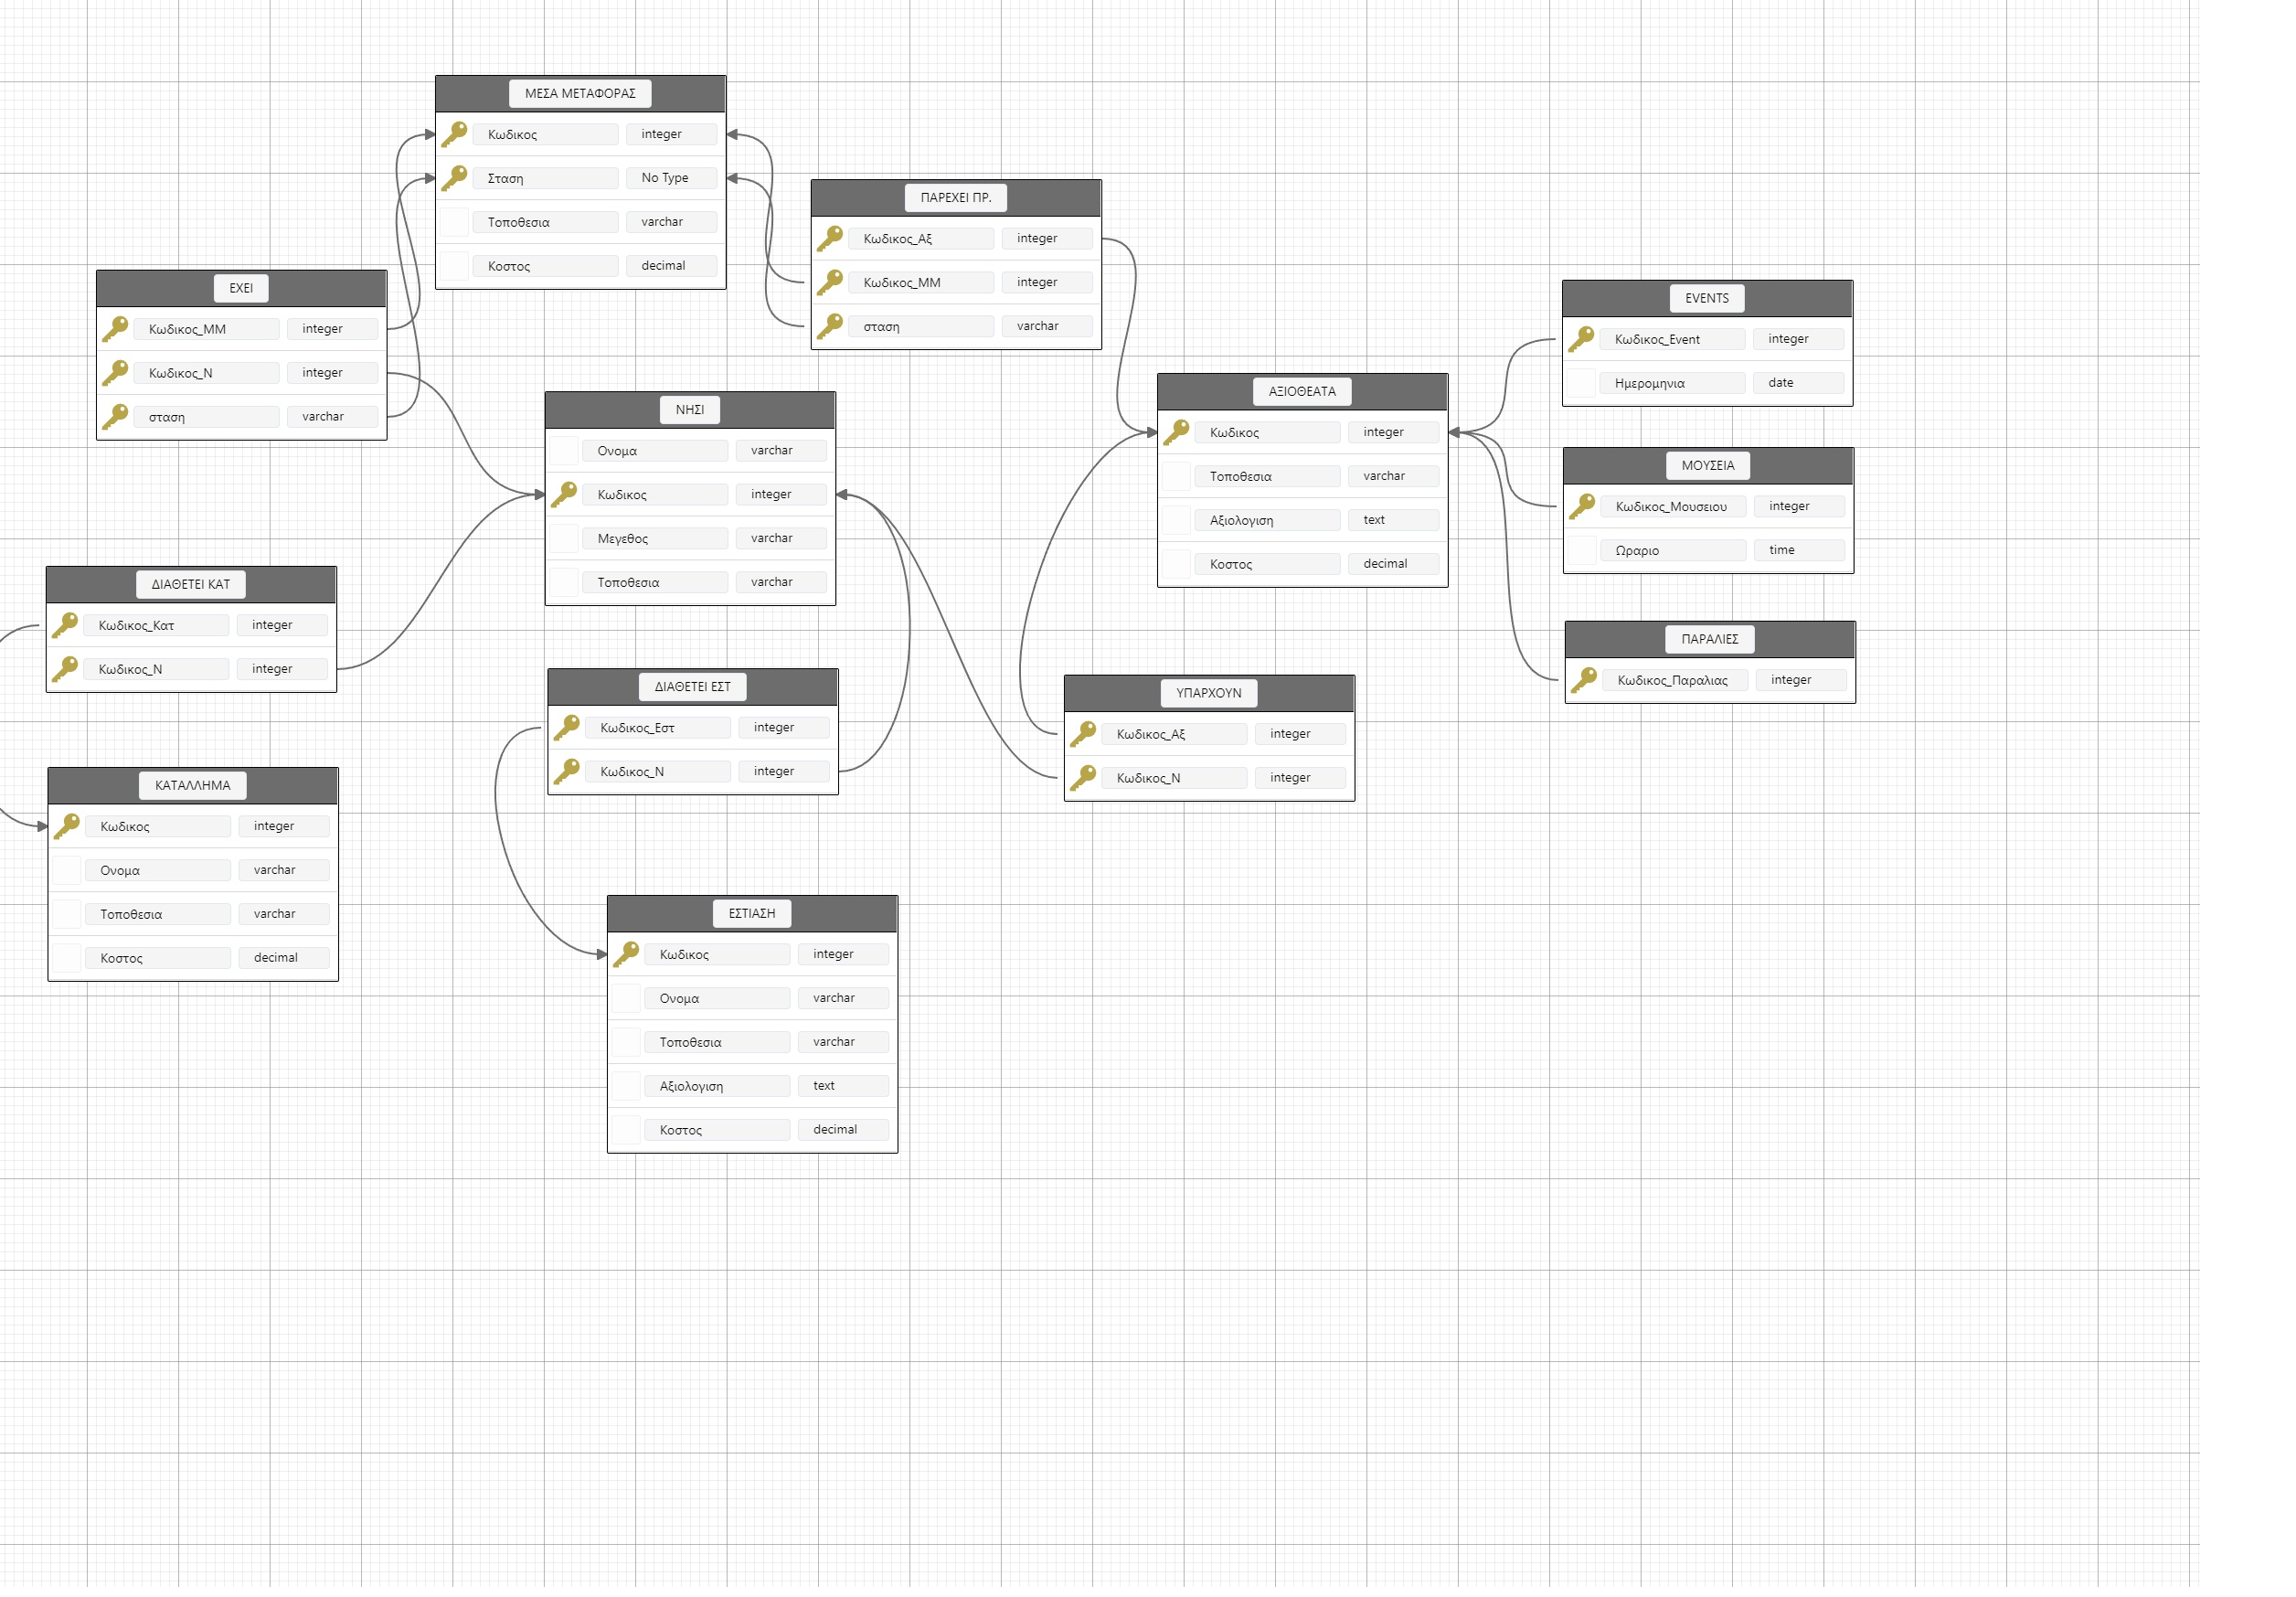 ΜΕΣΑ ΜΕΤΑΦΟΡΑΣ
Κωδικος integer
Σταση No Type
Τοποθεσια varchar
Κοστος decimal
ΠΑΡΕΧΕΙ ΠΡ.
Κωδικος_Αξ integer
Κωδικος_ΜΜ integer
σταση varchar
ΕΧΕΙ
Κωδικος_ΜΜ integer
Κωδικος_Ν integer
σταση varchar
ΝΗΣΙ
Ονομα varchar
Κωδικος integer
Μεγεθος varchar
Τοποθεσια varchar
ΑΞΙΟΘΕΑΤΑ
Κωδικος integer
Τοποθεσια varchar
Αξιολογιση text
Κοστος decimal
EVENTS
Κωδικος_Event integer
Ημερομηνια date
ΜΟΥΣΕΙΑ
Κωδικος_Μουσειου integer
Ωραριο time
ΠΑΡΑΛΙΕΣ
Κωδικος_Παραλιας integer
ΔΙΑΘΕΤΕΙ ΚΑΤ
Κωδικος_Κατ integer
Κωδικος_Ν integer
ΔΙΑΘΕΤΕΙ ΕΣΤ
Κωδικος_Εστ integer
Κωδικος_Ν integer
ΥΠΑΡΧΟΥΝ
Κωδικος_Αξ integer
Κωδικος_Ν integer
ΚΑΤΑΛΛΗΜΑ
Κωδικος integer
Ονομα varchar
Τοποθεσια varchar
Κοστος decimal
ΕΣΤΙΑΣΗ
Κωδικος integer
Ονομα varchar
Τοποθεσια varchar
Αξιολογιση text
Κοστος decimal